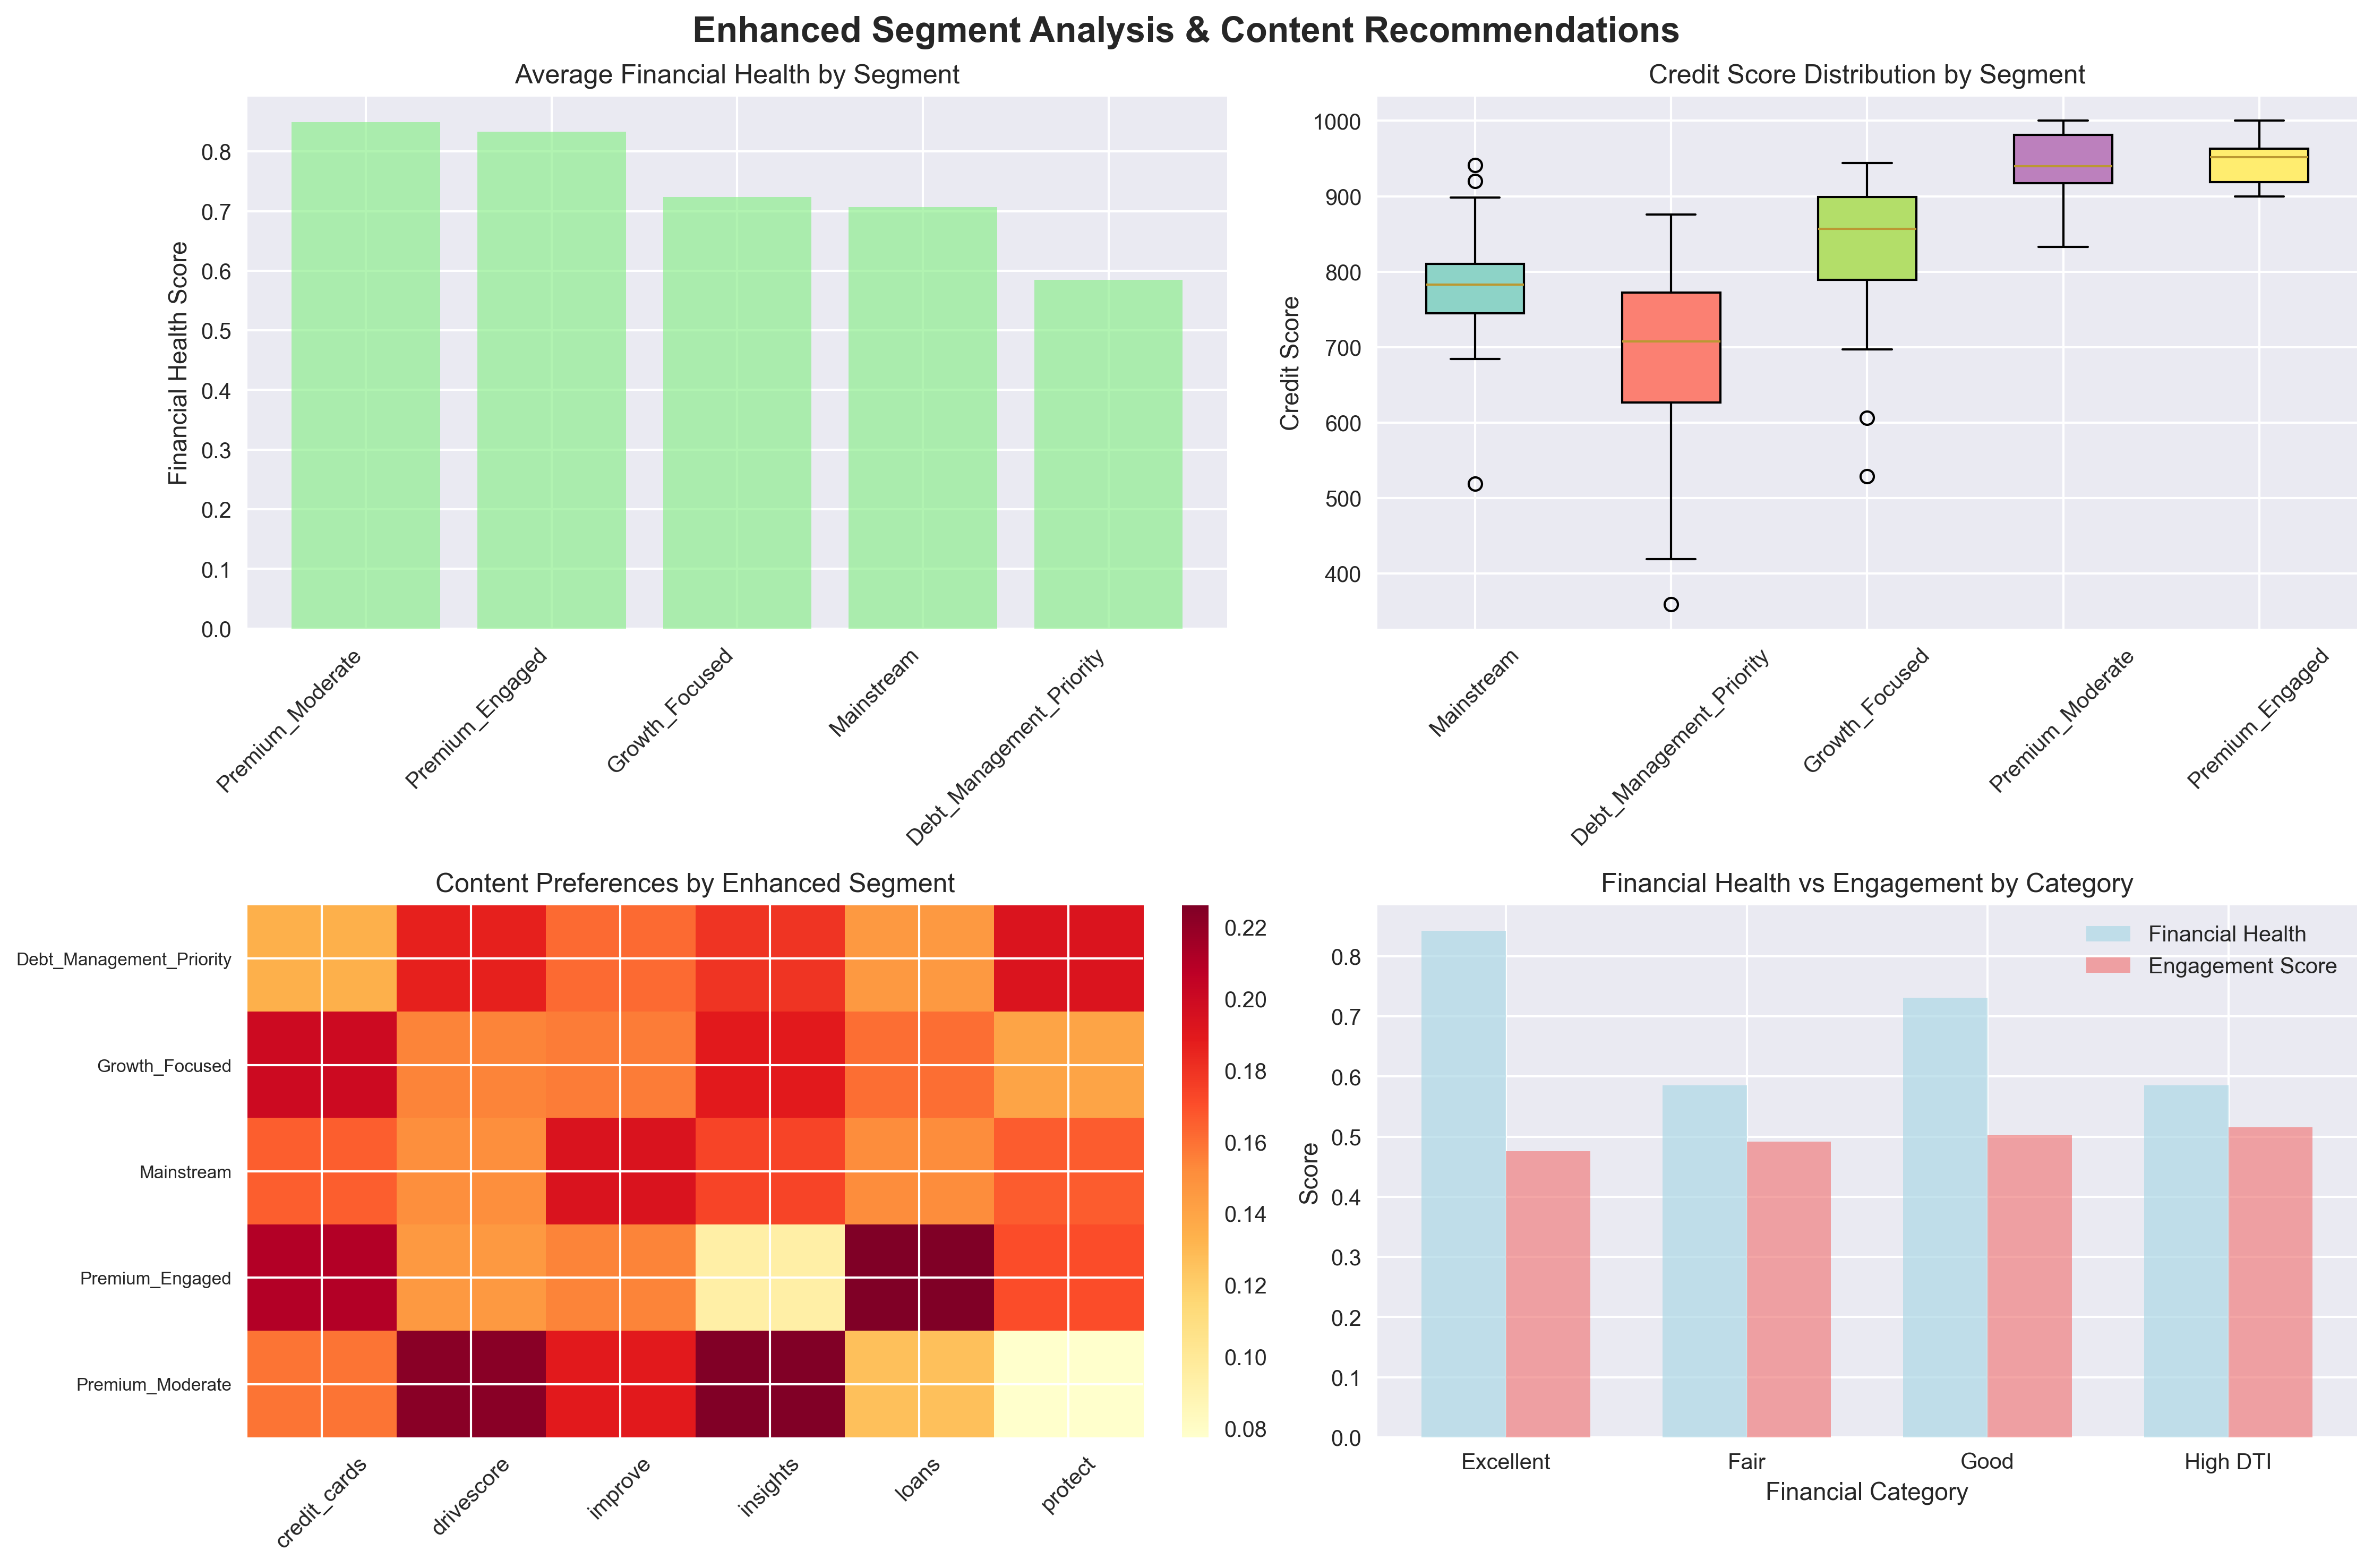 Enhanced Segment Analysis & Content Recommendations
Average Financial Health by Segment
Financial Health Score
0.8
0.7
0.6
0.5
0.4
0.3
0.2
0.1
0.0
Premium_Moderate
Premium_Engaged
Growth_Focused
Mainstream
Debt_Management_Priority
Credit Score Distribution by Segment
Credit Score
1000
900
800
700
600
500
400
Mainstream
Debt_Management_Priority
Growth_Focused
Premium_Moderate
Premium_Engaged
Content Preferences by Enhanced Segment
Debt_Management_Priority
Growth_Focused
Mainstream
Premium_Engaged
Premium_Moderate
credit_cards
drivescore
improve
insights
loans
protect
0.22
0.20
0.18
0.16
0.14
0.12
0.10
0.08
Financial Health vs Engagement by Category
Financial Health
Engagement Score
Score
0.8
0.7
0.6
0.5
0.4
0.3
0.2
0.1
0.0
Excellent
Fair
Good
High DTI
Financial Category